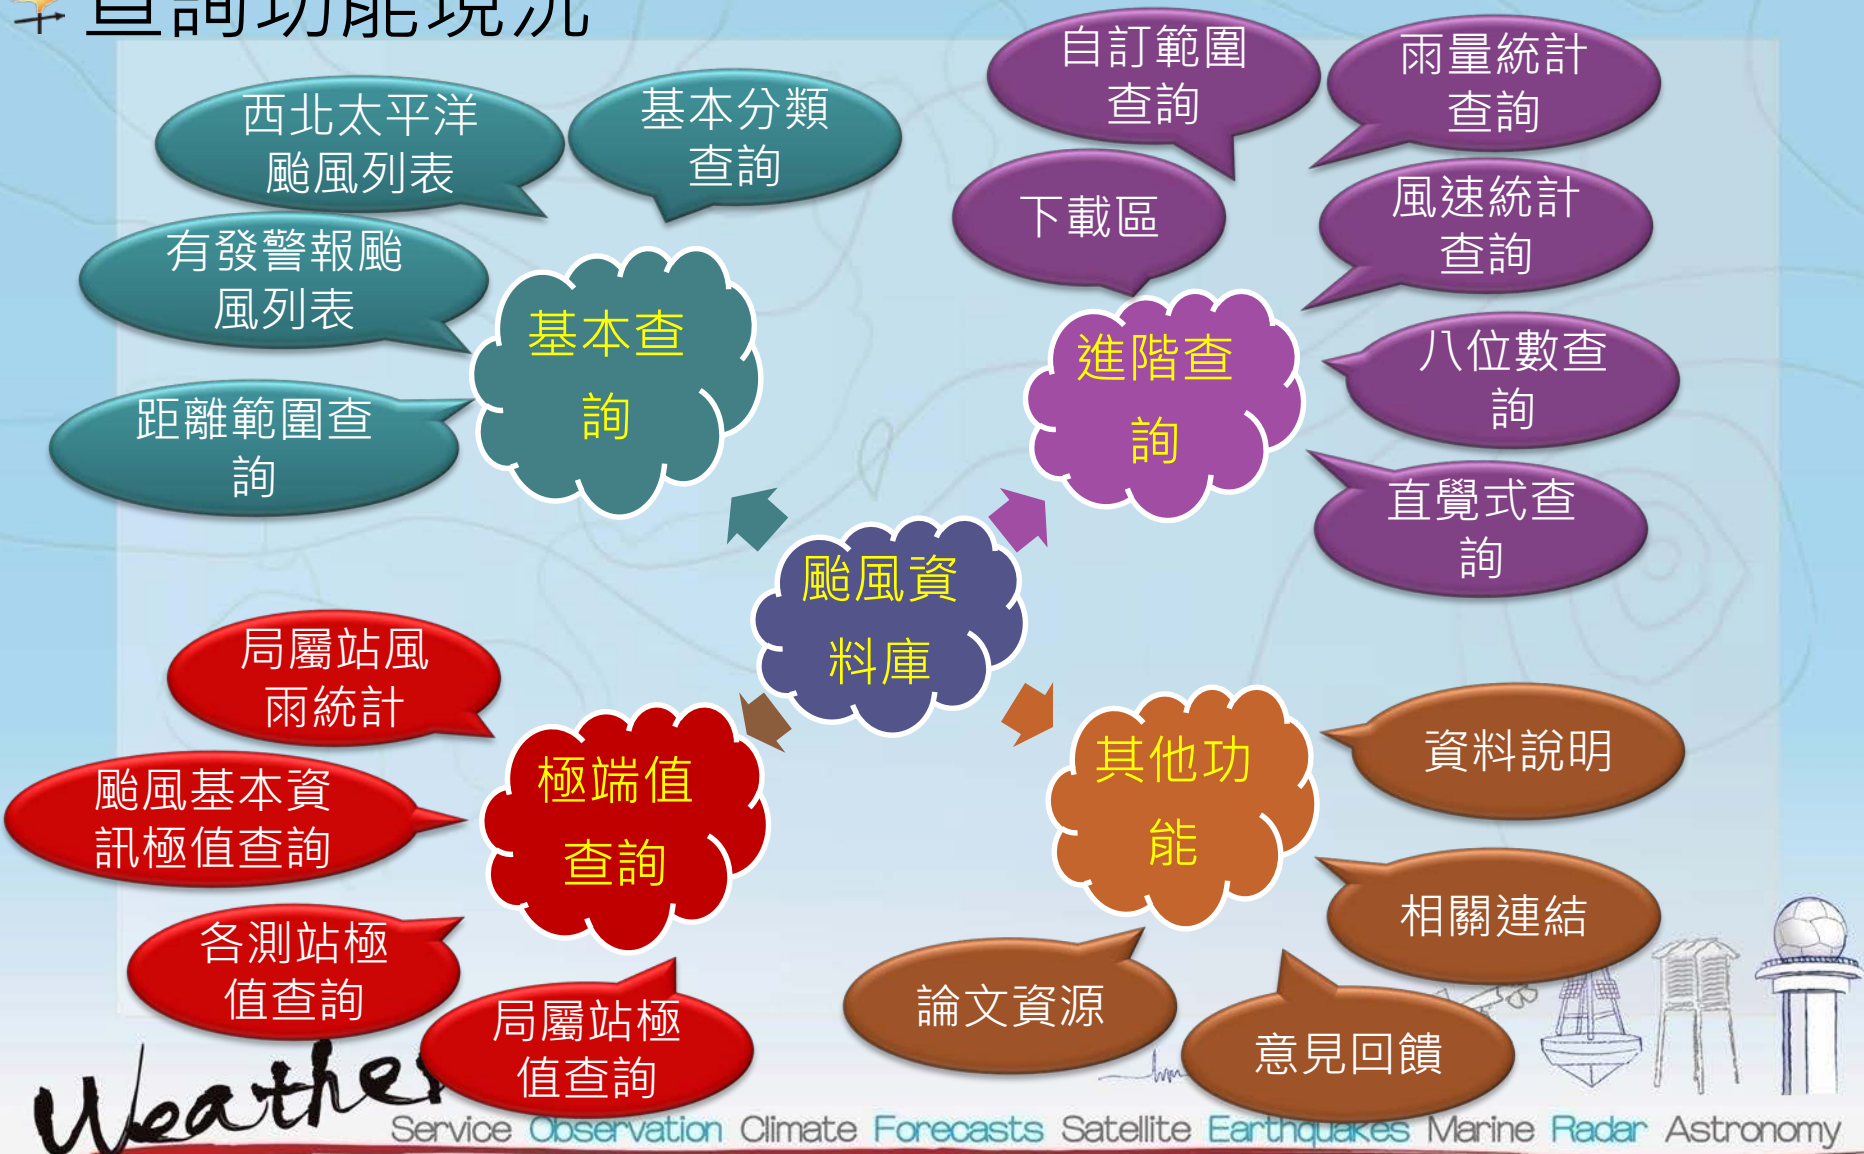 查詢功能現況
西北太平洋
颱風列表
基本分類
查詢
有發警報颱
風列表
距離範圍查
詢
基本查
詢
自訂範圍
查詢
雨量統計
查詢
下載區
風速統計
查詢
八位數查
詢
直覺式查
詢
進階查
詢
颱風資
料庫
局屬站風
雨統計
颱風基本資
訊極值查詢
各測站極
值查詢
局屬站極
值查詢
極端值
查詢
其他功
能
資料說明
相關連結
論文資源
意見回饋
Weather
Service Observation Climate Forecasts Satellite Earthquakes Marine Radar Astronomy